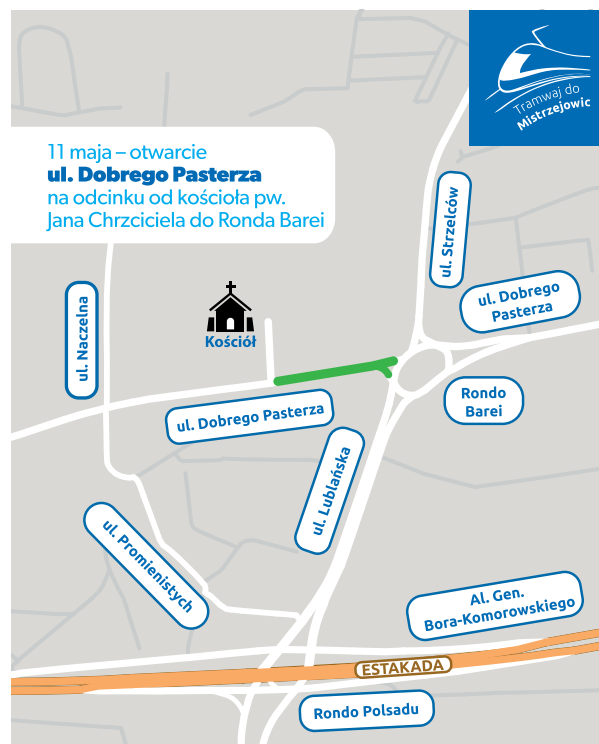 Tramwaj do
Mistrzejowic
11 maja – otwarcie
ul. Dobrego Pasterza
na odcinku od kościoła pw.
Jana Chrzciciela do Ronda Barei
ul. Strzelców
ul. Dobrego
Pasterza
ul. Naczelna
Kościół
Rondo
Barei
ul. Dobrego Pasterza
ul. Lublańska
ul. Promienistych
Al. Gen.
Bora-Komorowskiego
ESTAKADA
Rondo Polsadu